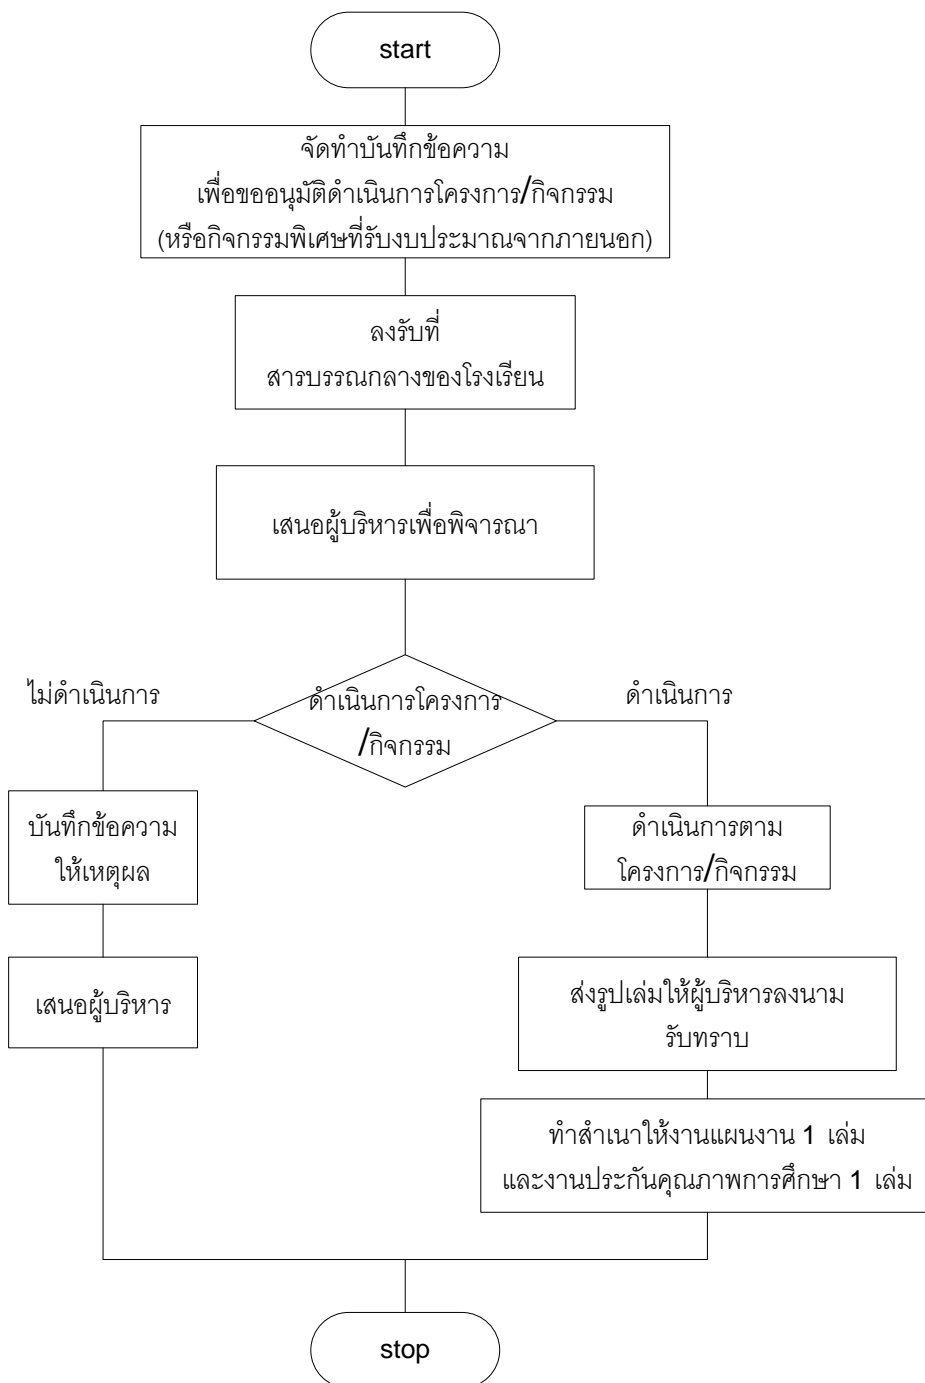 start
จัดทำบันทึกข้อความ
เพื่อขออนุมัติดำเนินการโครงการ/กิจกรรม
(หรือกิจกรรมพิเศษที่รับงบประมาณจากภายนอก)
ลงรับที่
สารบรรณกลางของโรงเรียน
เสนอผู้บริหารเพื่อพิจารณา
ดำเนินการโครงการ
/กิจกรรม
ไม่ดำเนินการ
บันทึกข้อความ
ให้เหตุผล
เสนอผู้บริหาร
ดำเนินการ
ดำเนินการตาม
โครงการ/กิจกรรม
ส่งรูปเล่มให้ผู้บริหารลงนาม
รับทราบ
ทำสำเนาให้งานแผนงาน 1 เล่ม
และงานประกันคุณภาพการศึกษา 1 เล่ม
stop